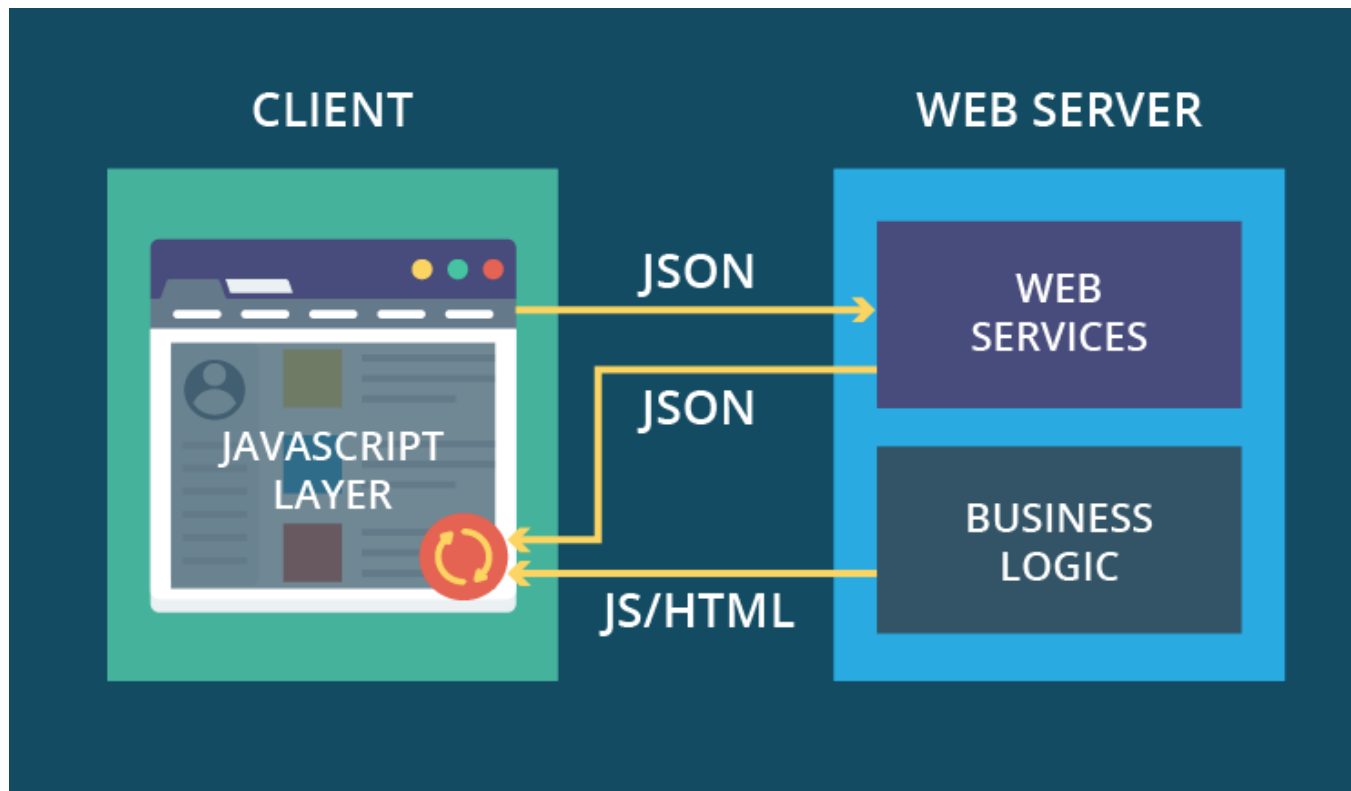 CLIENT
WEB SERVER
JSON
WEB
SERVICES
JSON
JAVASCRIPT
LAYER
BUSINESS
LOGIC
JS/HTML